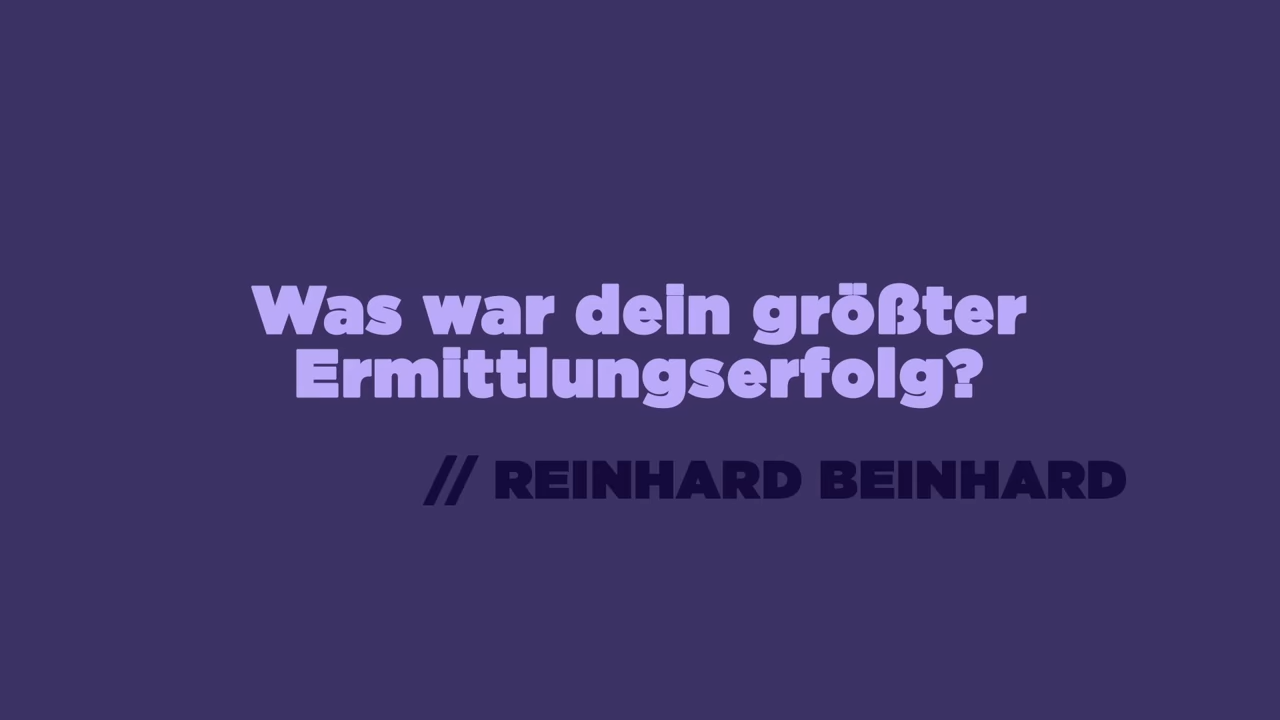 Was war dein größter
Ermittlungserfolg?
// REINHARD BEINHARD